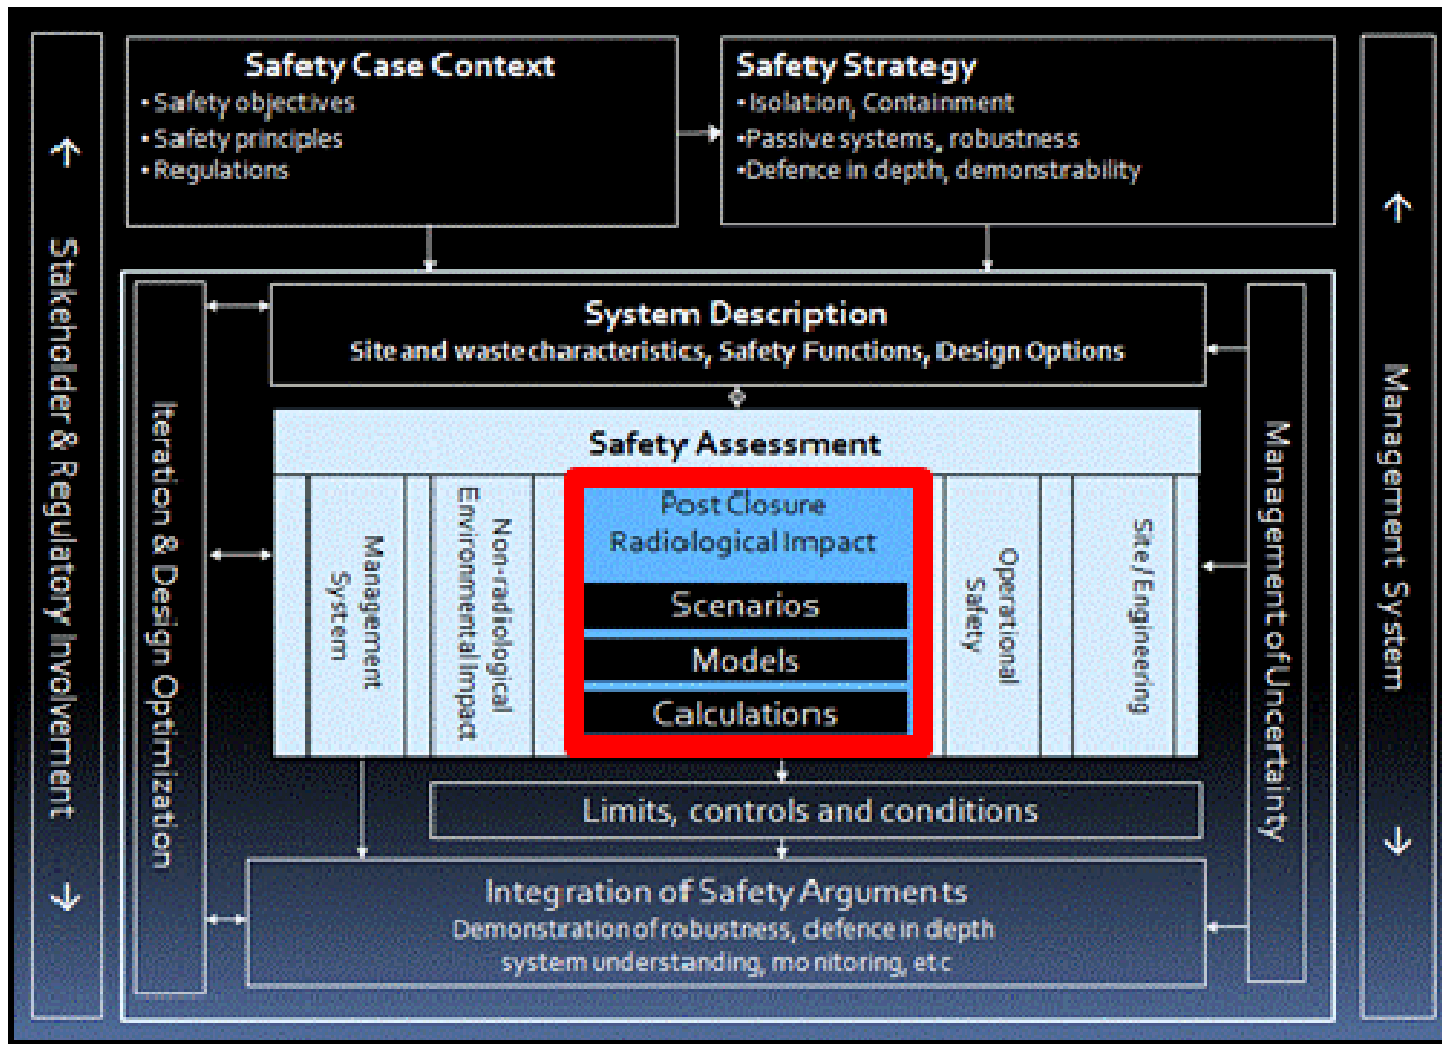 Safety Case Context
• Safety objectives
• Safety principles
• Regulations
Safety Strategy
• Isolation, Containment
•Passive systems, robustness
•Defence in depth, demonstrability
Stakeholder & Regulatory Involvement
Management System
Iteration & Design Optimization
Management of Uncertainty
System Description
Site and waste characteristics, Safety Functions, Design Options
Safety Assessment
Management
System
Non-radiological
Environmental Impact
Post Closure
Radiological Impact
Scenarios
Models
Calculations
Operational
Safety
Site / Engineering
Limits, controls and conditions
Integration of Safety Arguments
Demonstration of robustness, defence in depth
system understanding, monitoring, etc